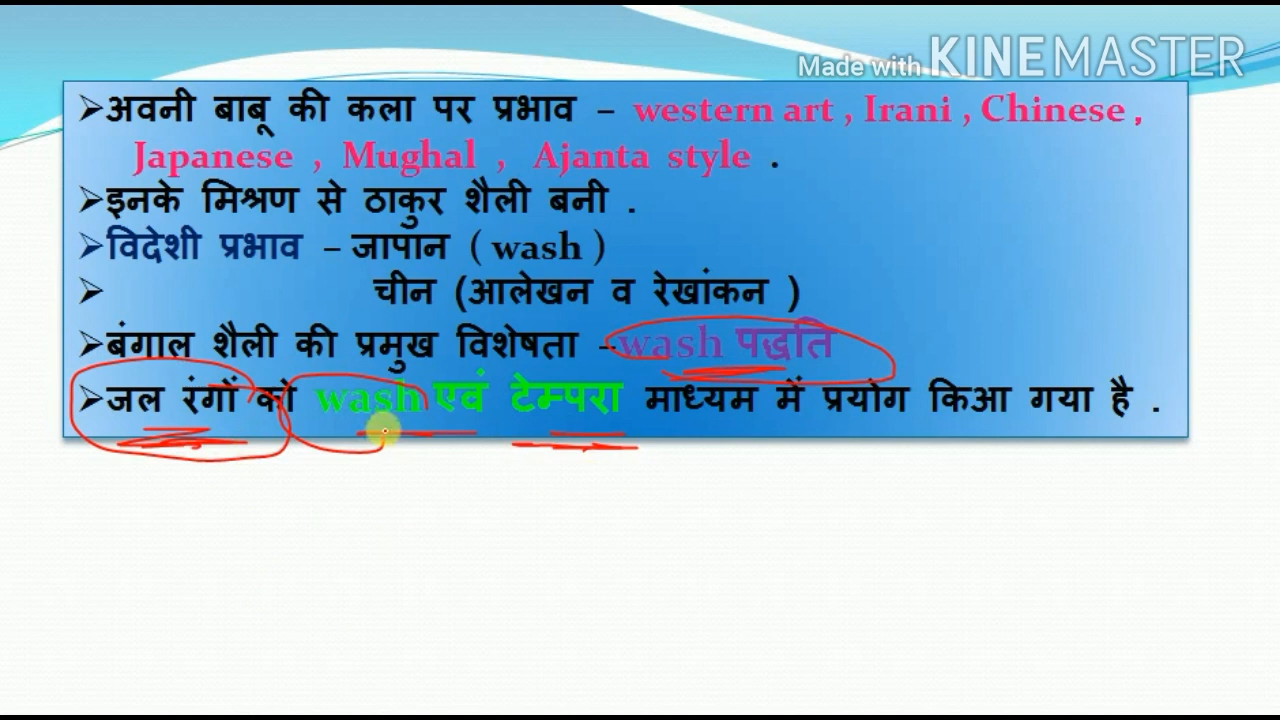 Made with KINEMASTER
➢अवनी बाबू की कला पर प्रभाव – western art , Irani , Chinese ,
Japanese , Mughal , Ajanta style .
➢इनके मिश्रण से ठाकुर शैली बनी .
➢विदेशी प्रभाव – जापान ( wash )
➢ चीन (आलेखन व रेखांकन )
➢बंगाल शैली की प्रमुख विशेषता –wash पद्धति
➢जल रंगों को wash एवं टेम्परा माध्यम में प्रयोग किआ गया है .